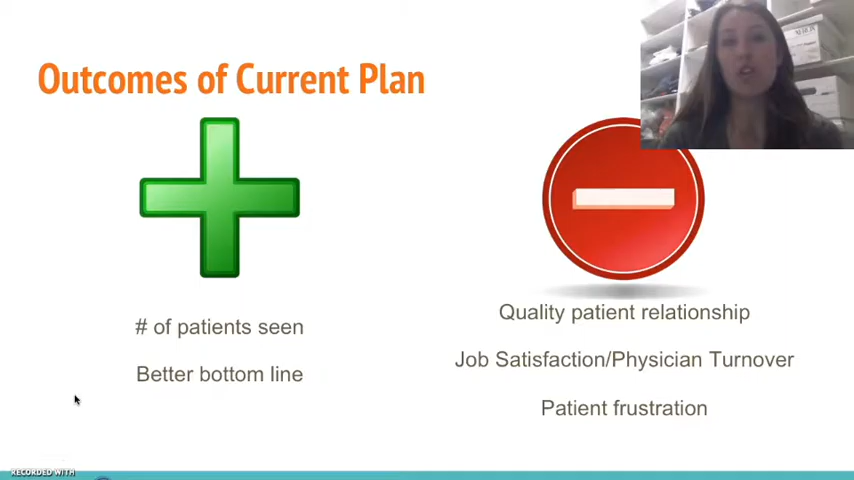 Outcomes of Current Plan
# of patients seen
Better bottom line
Quality patient relationship
Job Satisfaction/Physician Turnover
Patient frustration
RECORDED WITH